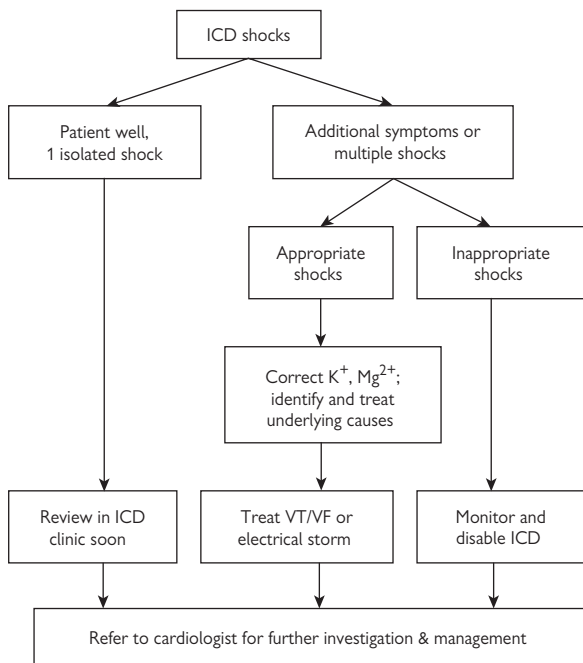 ICD shocks
Patient well,
1 isolated shock
Additional symptoms or
multiple shocks
Appropriate
shocks
Inappropriate
shocks
Correct K⁺, Mg²⁺;
identify and treat
underlying causes
Review in ICD
clinic soon
Treat VT/VF or
electrical storm
Monitor and
disable ICD
Refer to cardiologist for further investigation & management